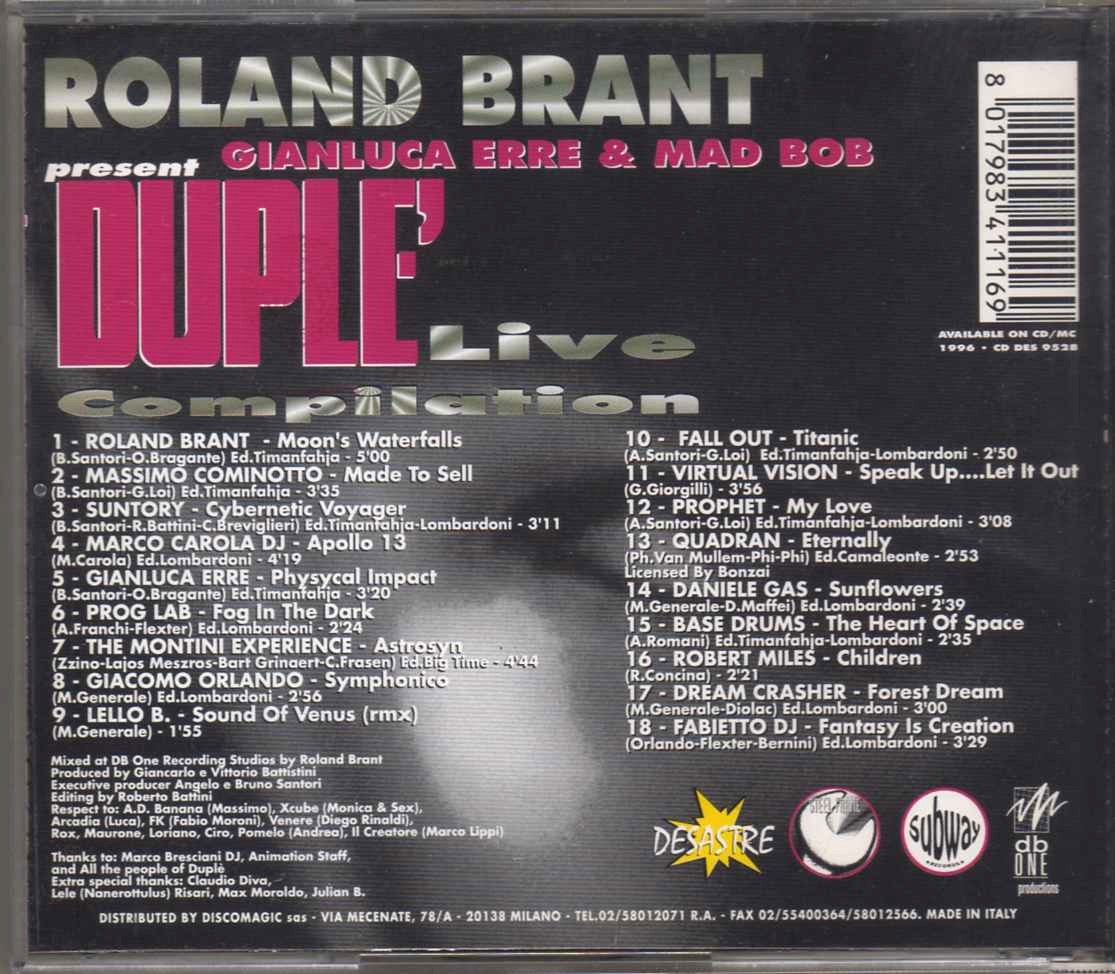 ROLAND BRANT
present GIANLUCA ERRE & MAD BOB
DUPLE' Live
Compilation
8 017983 411169
AVAILABLE ON CD/MC
1996 • CD DES 9528
1 - ROLAND BRANT - Moon's Waterfalls
(B.Santori-O.Bragante) Ed.Timanfahja - 5'00
2 - MASSIMO COMINOTTO - Made To Sell
(B.Santori-G.Loi) Ed.Timanfahja - 3'35
3 - SUNTORY - Cybernetic Voyager
(B.Santori-R.Battini-C.Breviglieri) Ed.Timanfahja-Lombardoni - 3'11
4 - MARCO CAROLA DJ - Apollo 13
(M.Carola) Ed.Lombardoni - 4'19
5 - GIANLUCA ERRE - Physycal Impact
(B.Santori-O.Bragante) Ed.Timanfahja - 3'20
6 - PROG LAB - Fog In The Dark
(A.Franchi-Flexter) Ed.Lombardoni - 2'24
7 - THE MONTINI EXPERIENCE - Astrosyn
(Zzino-Lajos Meszros-Bart Grinaert-C.Frasen) Ed.Big Time - 4'44
8 - GIACOMO ORLANDO - Symphonico
(M.Generale) Ed.Lombardoni - 2'56
9 - LELLO B. - Sound Of Venus (rmx)
(M.Generale) - 1'55
10 - FALL OUT - Titanic
(A.Santori-G.Loi) Ed.Timanfahja-Lombardoni - 2'50
11 - VIRTUAL VISION - Speak Up....Let It Out
(G.Giorgilli) - 3'56
12 - PROPHET - My Love
(A.Santori-G.Loi) Ed.Timanfahja-Lombardoni - 3'08
13 - QUADRAN - Eternally
(Ph.Van Mullem-Phi-Phi) Ed.Camaleonte - 2'53
Licensed By Bonzai
14 - DANIELE GAS - Sunflowers
(M.Generale-D.Maffei) Ed.Lombardoni - 2'39
15 - BASE DRUMS - The Heart Of Space
(A.Romani) Ed.Timanfahja-Lombardoni - 2'35
16 - ROBERT MILES - Children
(R.Concina) - 2'21
17 - DREAM CRASHER - Forest Dream
(M.Generale-Diolac) Ed.Lombardoni - 3'00
18 - FABIETTO DJ - Fantasy Is Creation
(Orlando-Flexter-Bernini) Ed.Lombardoni - 3'29
Mixed at DB One Recording Studios by Roland Brant
Produced by Giancarlo e Vittorio Battistini
Executive producer Angelo e Bruno Santori
Editing by Roberto Battini
Respect to: A.D. Banana (Massimo), Xcube (Monica & Sex),
Arcadia (Luca), FK (Fabio Moroni), Venere (Diego Rinaldi),
Rox, Maurone, Loriano, Ciro, Pomelo (Andrea), Il Creatore (Marco Lippi)
Thanks to: Marco Bresciani DJ, Animation Staff,
and All the people of Duplè
Extra special thanks: Claudio Diva,
Lele (Nanerottulus) Risari, Max Moroldo, Julian B.
DESASTRE
subway
RECORDS
db
ONE
productions
DISTRIBUTED BY DISCOMAGIC sas - VIA MECENATE, 78/A - 20138 MILANO - TEL.02/58012071 R.A. - FAX 02/55400364/58012566. MADE IN ITALY